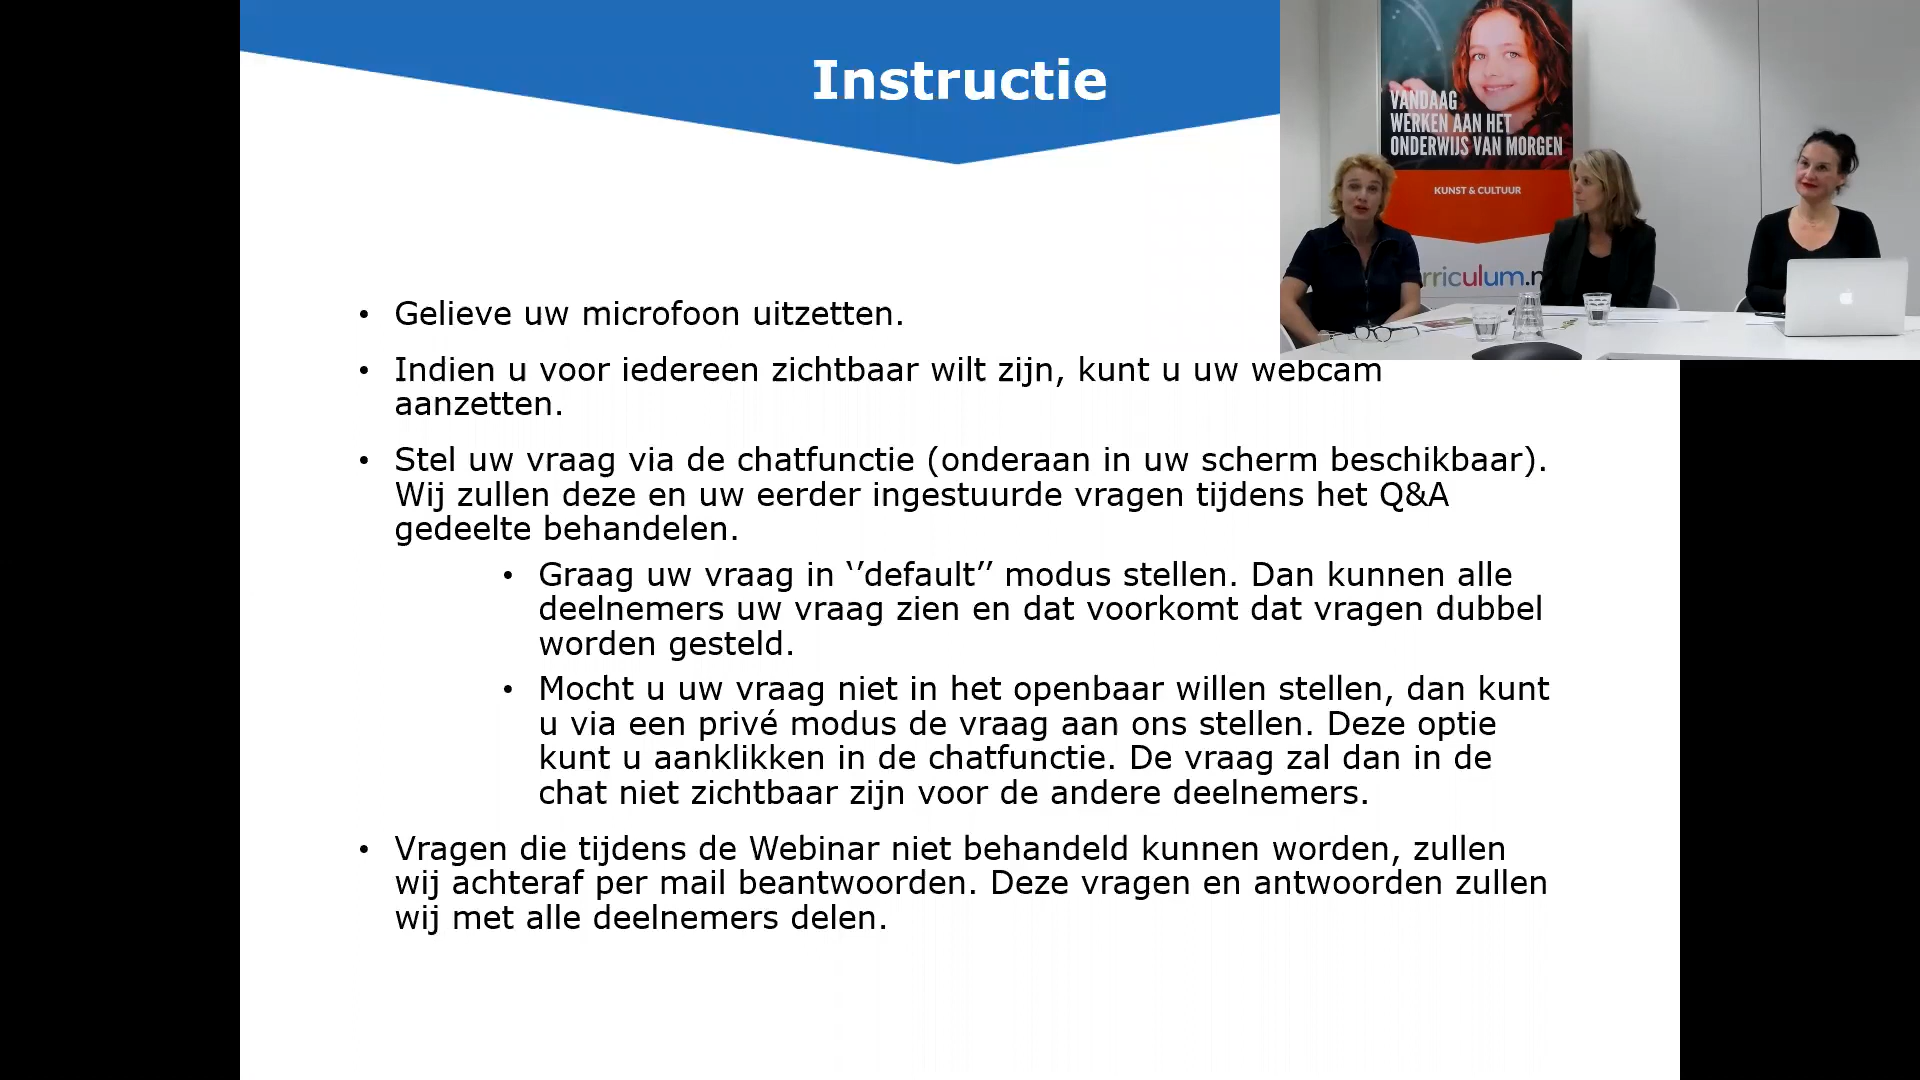 Instructie
VANDAAG
WERKEN AAN HET
ONDERWIJS VAN MORGEN
KUNST & CULTUUR
rriculum.n
• Gelieve uw microfoon uitzetten.
• Indien u voor iedereen zichtbaar wilt zijn, kunt u uw webcam
aanzetten.
• Stel uw vraag via de chatfunctie (onderaan in uw scherm beschikbaar).
Wij zullen deze en uw eerder ingestuurde vragen tijdens het Q&A
gedeelte behandelen.
• Graag uw vraag in ‘’default’’ modus stellen. Dan kunnen alle
deelnemers uw vraag zien en dat voorkomt dat vragen dubbel
worden gesteld.
• Mocht u uw vraag niet in het openbaar willen stellen, dan kunt
u via een privé modus de vraag aan ons stellen. Deze optie
kunt u aanklikken in de chatfunctie. De vraag zal dan in de
chat niet zichtbaar zijn voor de andere deelnemers.
• Vragen die tijdens de Webinar niet behandeld kunnen worden, zullen
wij achteraf per mail beantwoorden. Deze vragen en antwoorden zullen
wij met alle deelnemers delen.